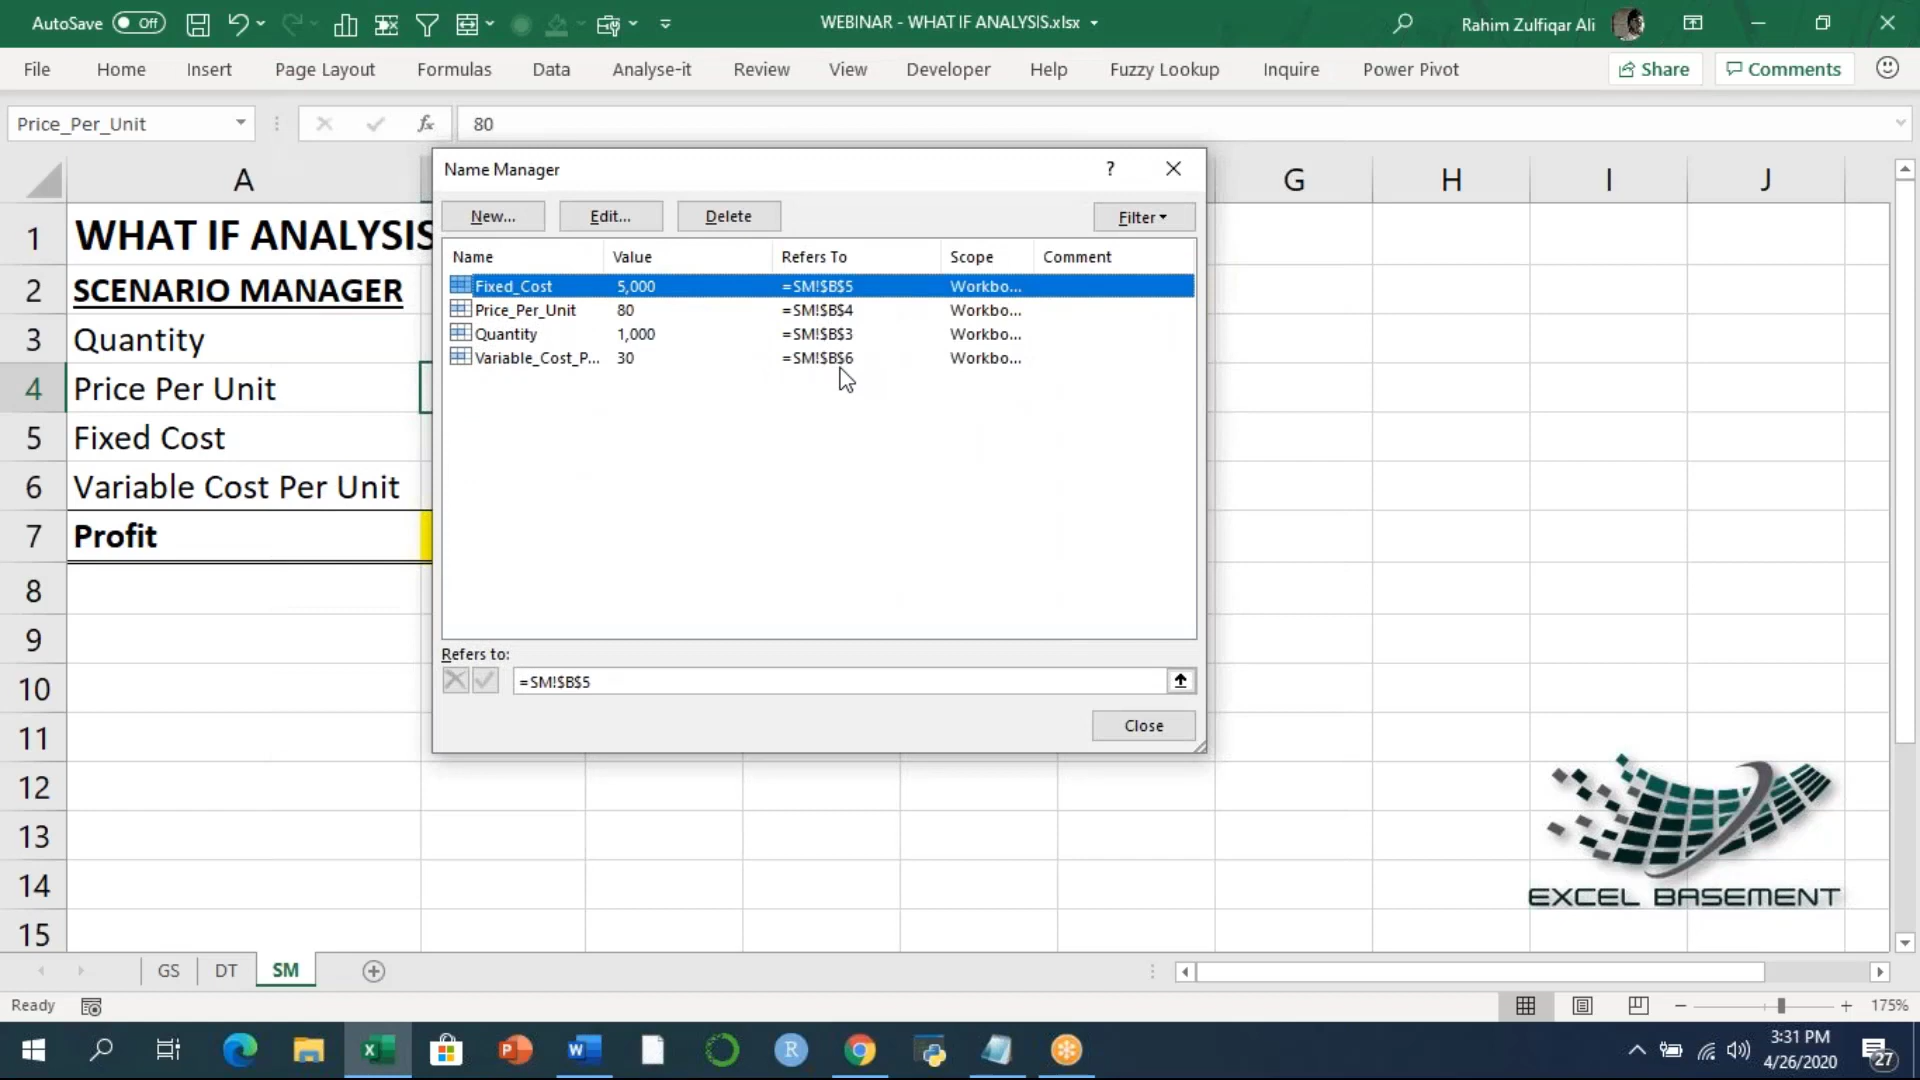 AutoSave Off WEBINAR - WHAT IF ANALYSIS.xlsx Rahim Zulfiqar Ali
File Home Insert Page Layout Formulas Data Analyse-it Review View Developer Help Fuzzy Lookup Inquire Power Pivot Share Comments
Price_Per_Unit fx 80
Name Manager ? 
A G H I J
New... Edit... Delete Filter
1 WHAT IF ANALYSIS
Name Value Refers To Scope Comment
2 SCENARIO MANAGER
Fixed_Cost 5,000 =SM!$B$5 Workbo...
Price_Per_Unit 80 =SM!$B$4 Workbo...
Quantity 1,000 =SM!$B$3 Workbo...
Variable_Cost_P... 30 =SM!$B$6 Workbo...
3 Quantity
4 Price Per Unit
5 Fixed Cost
6 Variable Cost Per Unit
7 Profit
8
9
Refers to:
=SM!$B$5
10
11
Close
12
13
14
EXCEL BASEMENT
15
GS DT SM
Ready 175%
3:31 PM
4/26/2020
27